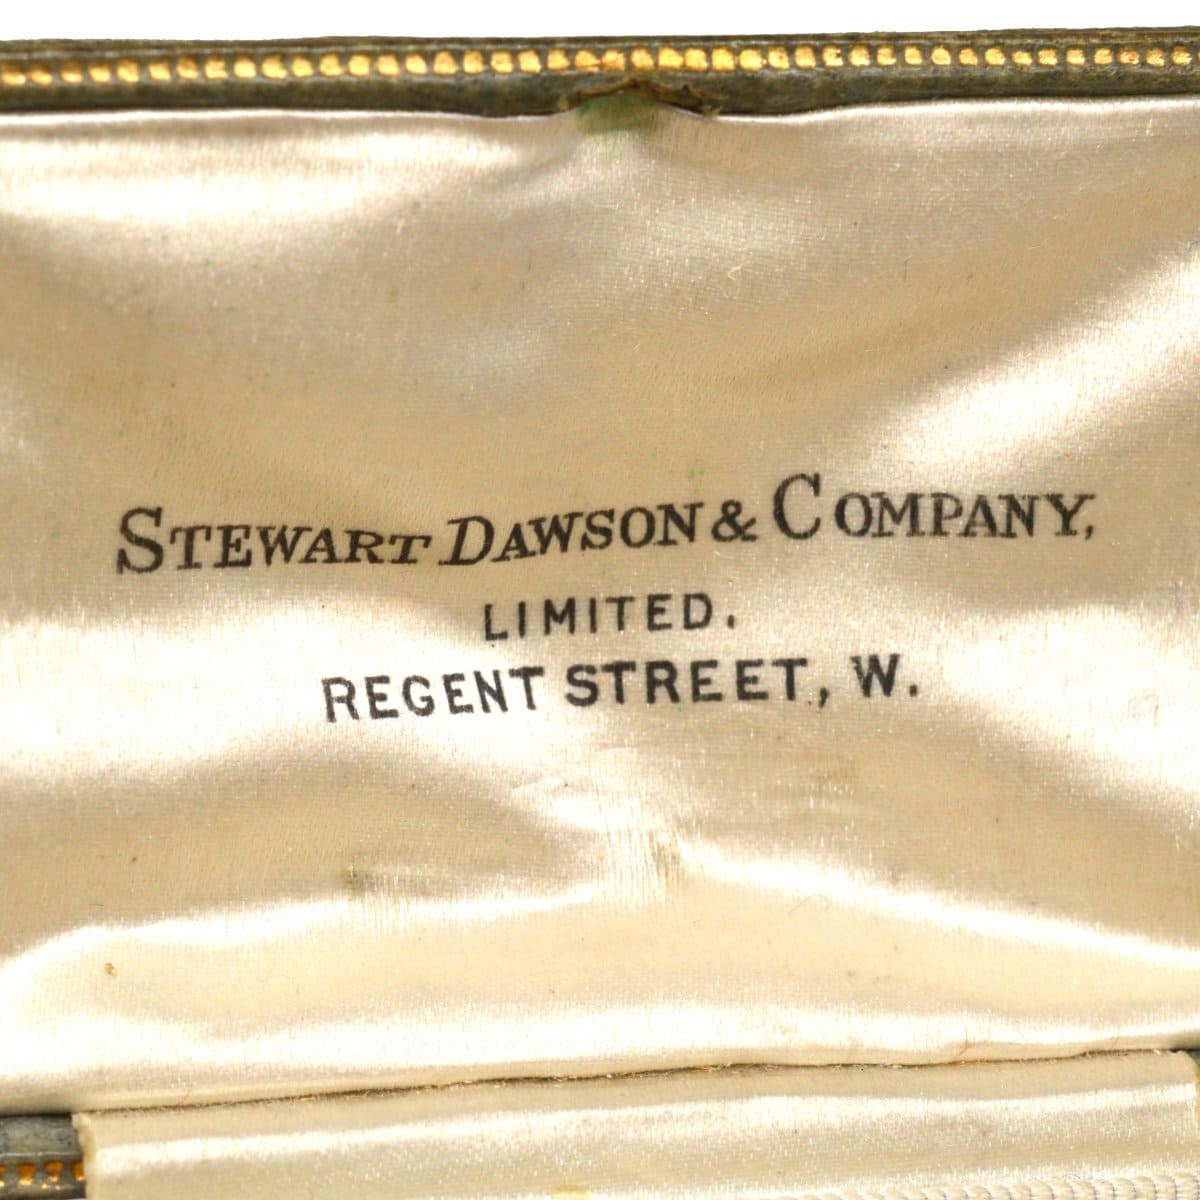 STEWART DAWSON & COMPANY,
LIMITED.
REGENT STREET, W.